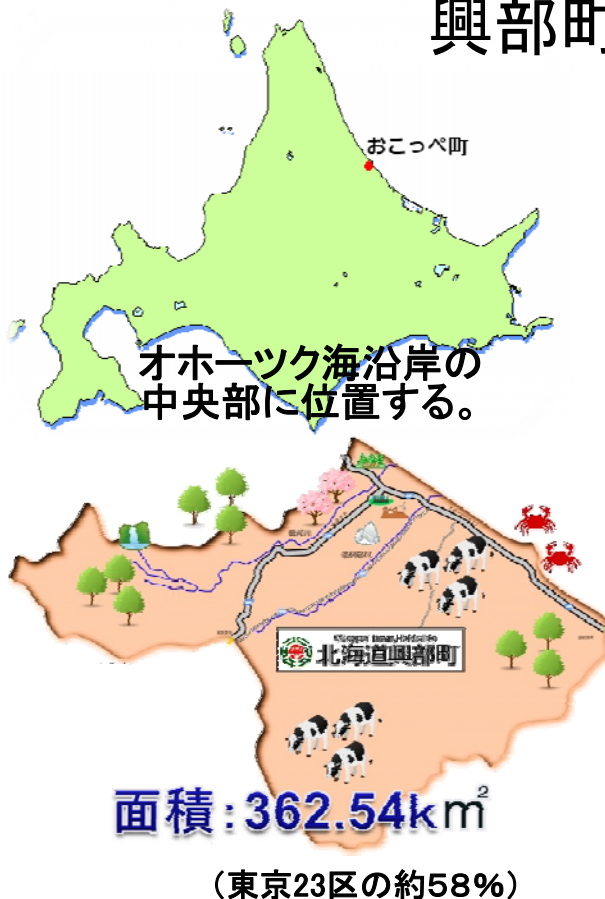 興部町
おこっぺ町
オホーツク海沿岸の
中央部に位置する。
北海道興部町
面積：362.54k㎡
（東京23区の約５８％）